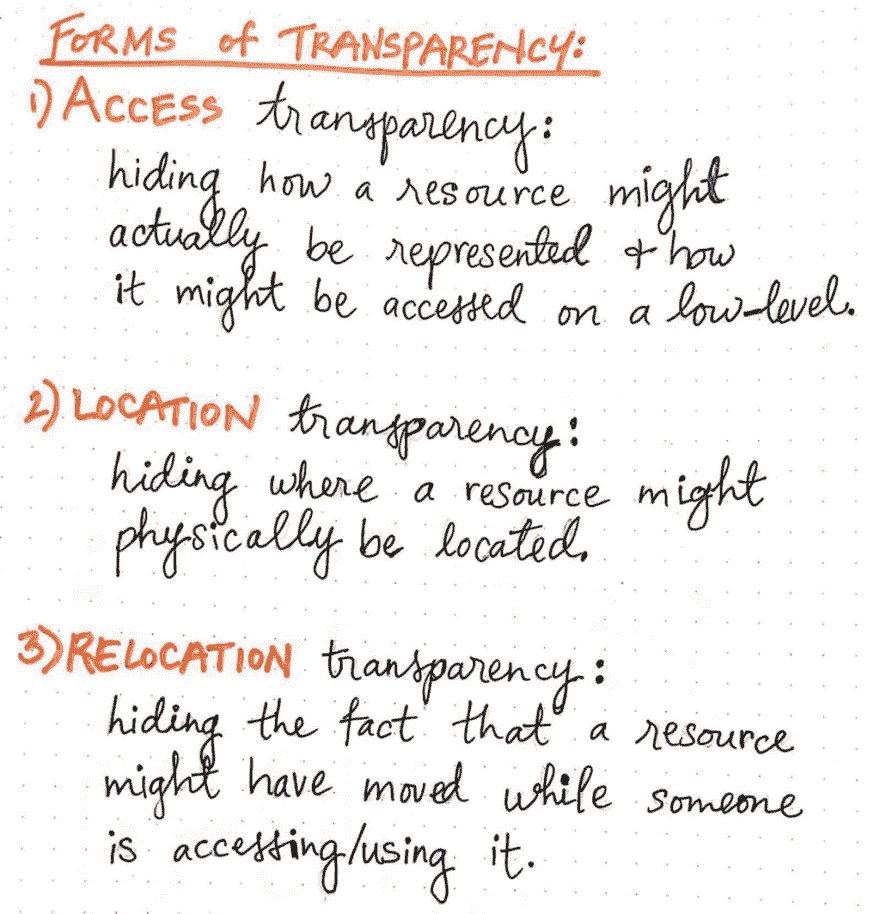 FORMS of TRANSPARENCY:
1) ACCESS transparency:
hiding how a resource might
actually be represented & how
it might be accessed on a low-level.
2) LOCATION transparency:
hiding where a resource might
physically be located.
3) RELOCATION transparency:
hiding the fact that a resource
might have moved while someone
is accessing/using it.